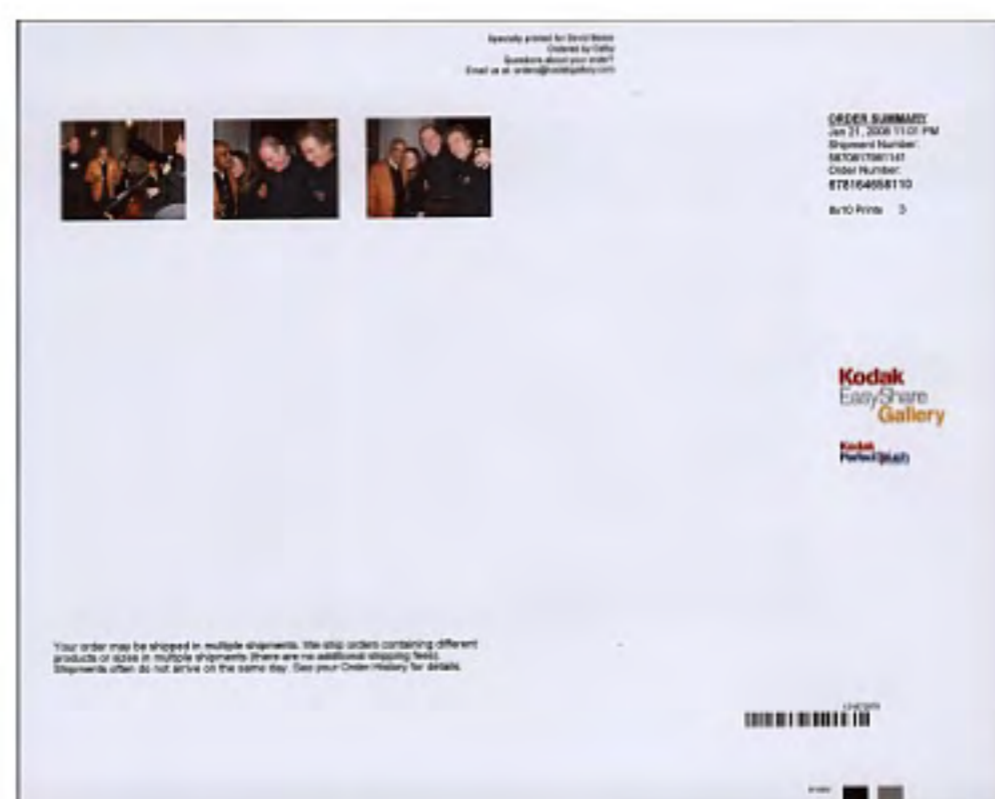 Specially printed for David
Ordered by
Questions about your order?
Email us at: orders@kodakgallery.com
ORDER SUMMARY
Jan 21, 2008 11:01 PM
Shipment Number:
Order Number:
678164658110
8x10 Prints 3
Kodak
EasyShare
Gallery
Kodak
Perfect Touch
Your order may be shipped in multiple shipments. We ship orders containing different
products or sizes in multiple shipments (there are no additional shipping fees).
Shipments often do not arrive on the same day. See your Order History for details.